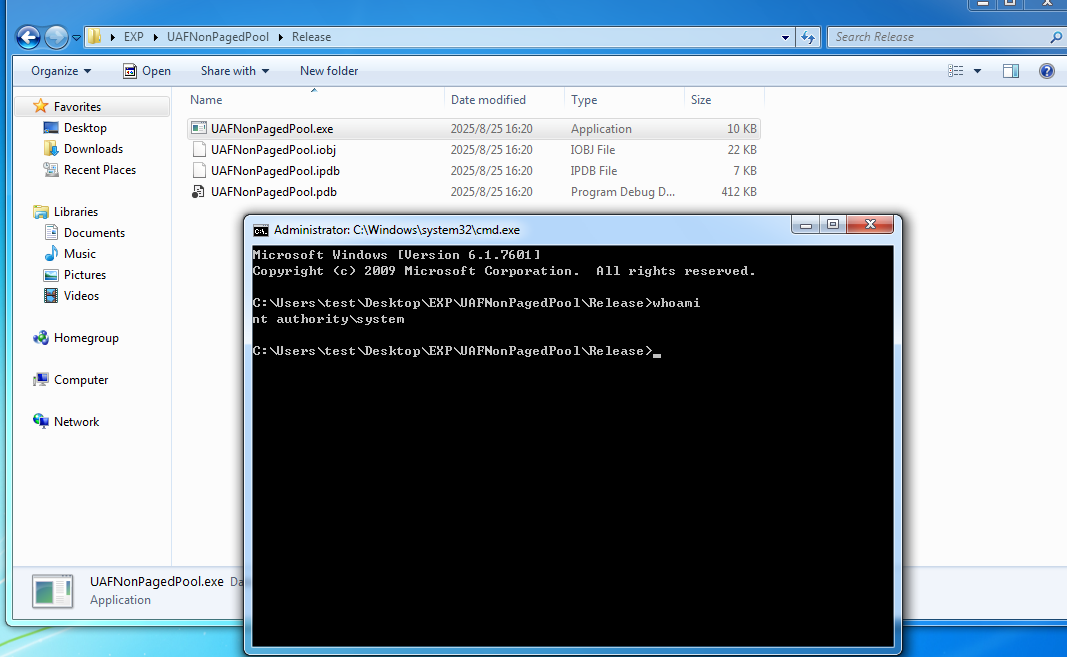 EXP UAFNonPagedPool Release
Search Release
Organize Open Share with New folder
Favorites
Desktop
Downloads
Recent Places
Libraries
Documents
Music
Pictures
Videos
Homegroup
Computer
Network
Name Date modified Type Size
UAFNonPagedPool.exe 2025/8/25 16:20 Application 10 KB
UAFNonPagedPool.iobj 2025/8/25 16:20 IOBJ File 22 KB
UAFNonPagedPool.ipdb 2025/8/25 16:20 IPDB File 7 KB
UAFNonPagedPool.pdb 2025/8/25 16:20 Program Debug D... 412 KB
Administrator: C:\Windows\system32\cmd.exe
Microsoft Windows [Version 6.1.7601]
Copyright (c) 2009 Microsoft Corporation.  All rights reserved.
C:\Users\test\Desktop\EXP\UAFNonPagedPool\Release>whoami
nt authority\system
C:\Users\test\Desktop\EXP\UAFNonPagedPool\Release>_
UAFNonPagedPool.exe Da
Application